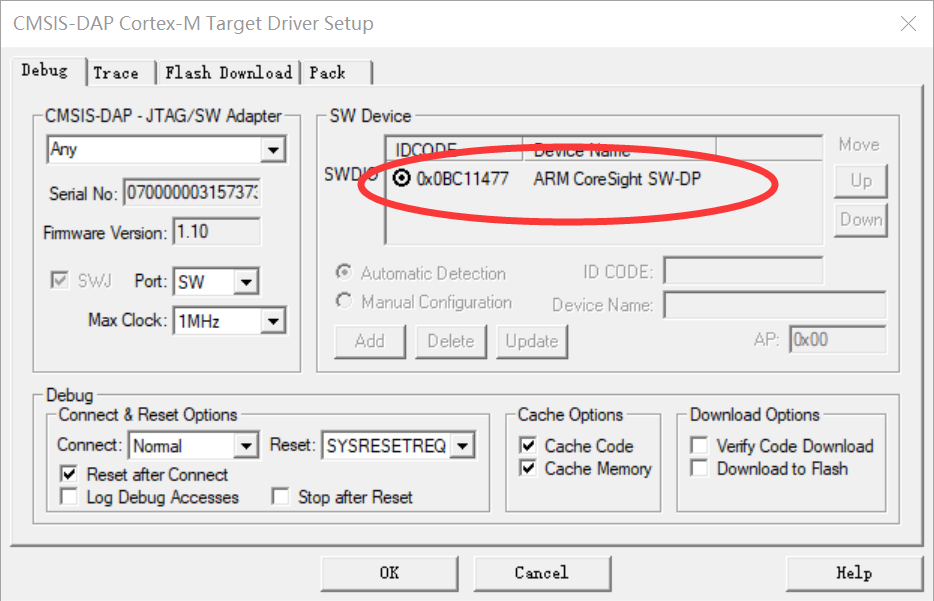 CMSIS-DAP Cortex-M Target Driver Setup
Debug Trace Flash Download Pack
CMSIS-DAP - JTAG/SW Adapter
Any
Serial No: 070000003157373
Firmware Version: 1.10
SWJ Port: SW
Max Clock: 1MHz
SW Device
IDCODE Device Name
SWDIO 0x0BC11477 ARM CoreSight SW-DP
Move
Up
Down
Automatic Detection ID CODE:
Manual Configuration Device Name:
Add Delete Update AP: 0x00
Debug
Connect & Reset Options
Connect: Normal Reset: SYSRESETREQ
Reset after Connect
Log Debug Accesses Stop after Reset
Cache Options
Cache Code
Cache Memory
Download Options
Verify Code Download
Download to Flash
OK Cancel Help